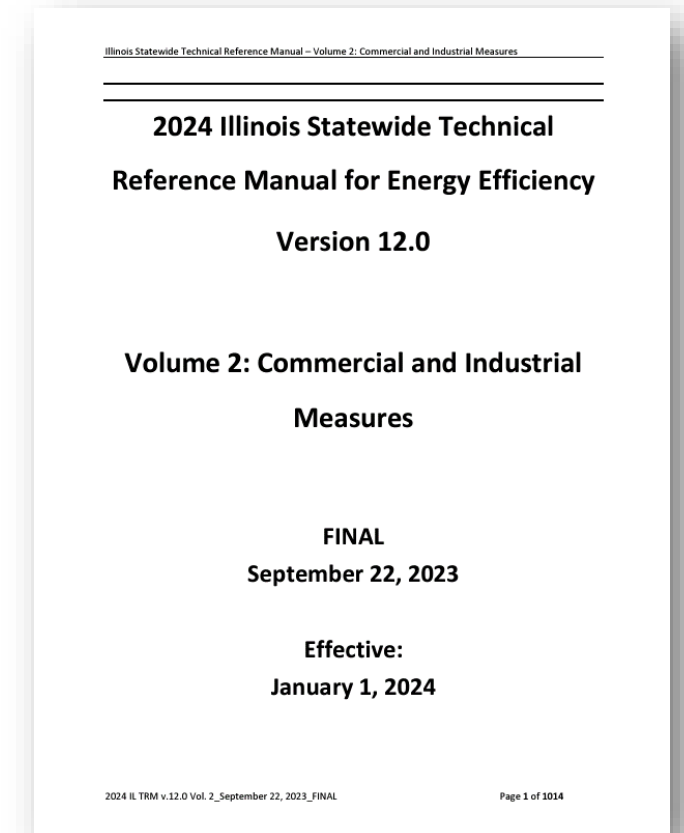 Illinois Statewide Technical Reference Manual – Volume 2: Commercial and Industrial Measures
2024 Illinois Statewide Technical
Reference Manual for Energy Efficiency
Version 12.0
Volume 2: Commercial and Industrial
Measures
FINAL
September 22, 2023
Effective:
January 1, 2024
2024 IL TRM v.12.0 Vol. 2_September 22, 2023_FINAL Page 1 of 1014